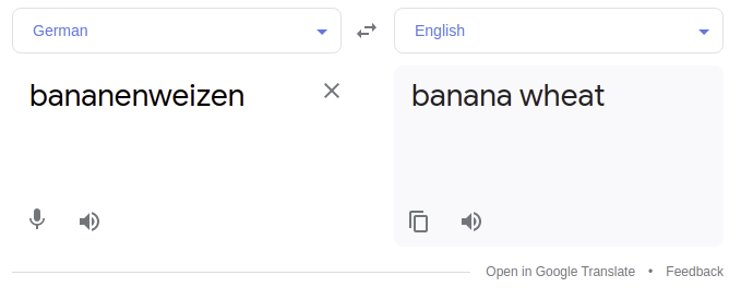 German
English
bananenweizen
banana wheat
Open in Google Translate • Feedback